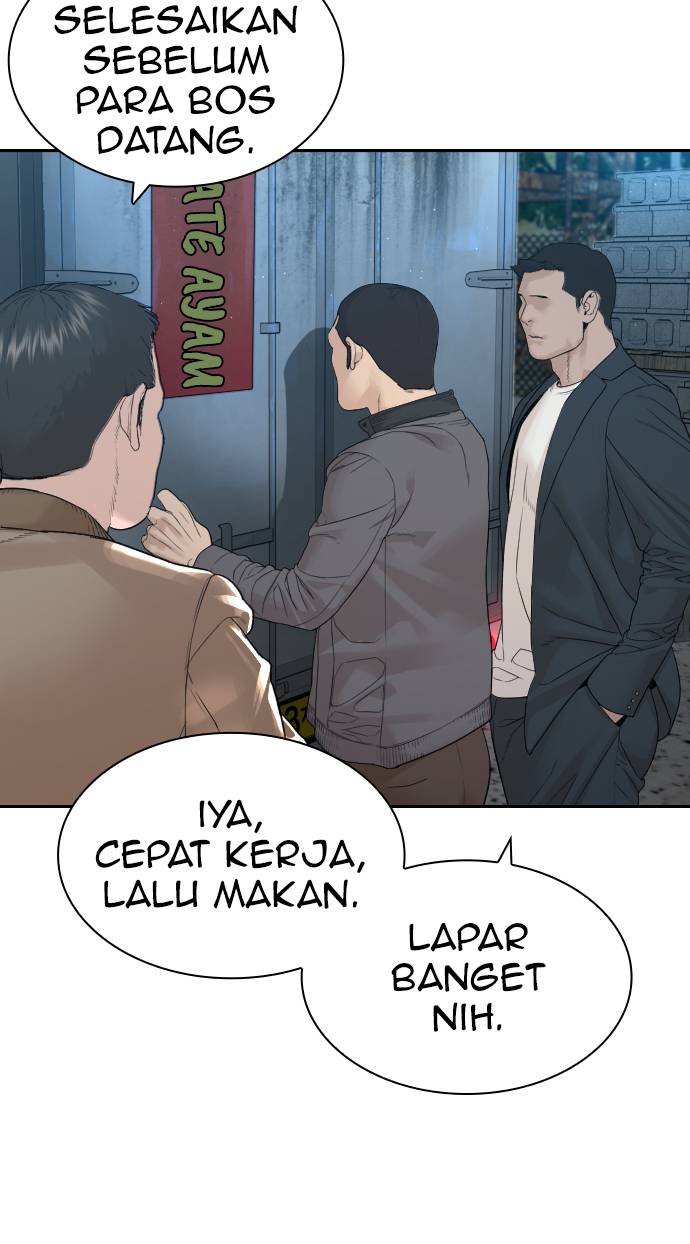 SELESAIKAN
SEBELUM
PARA BOS
DATANG.
ATE AYAM
IYA,
CEPAT KERJA,
LALU MAKAN.
LAPAR
BANGET
NIH.